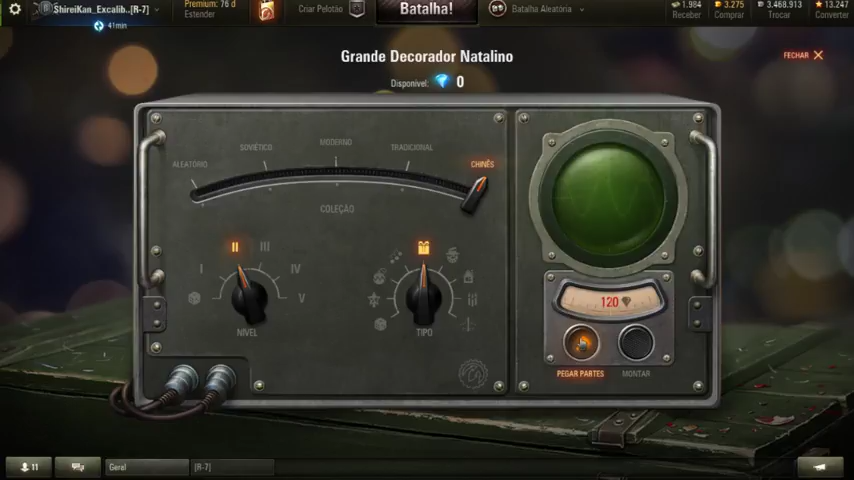 ShireiKan_Excalib..[R-7]
41min
Premium: 76 d
Estender
Criar Pelotão
Batalha!
Batalha Aleatória
1.984
Receber
3.275
Comprar
3.468.913
Trocar
13.247
Converter
Grande Decorador Natalino
FECHAR
Disponível: 0
ALEATÓRIO
SOVIÉTICO
MODERNO
TRADICIONAL
CHINÊS
COLEÇÃO
I
II
III
IV
V
NÍVEL
TIPO
120
PEGAR PARTES
MONTAR
11
Geral
[R-7]